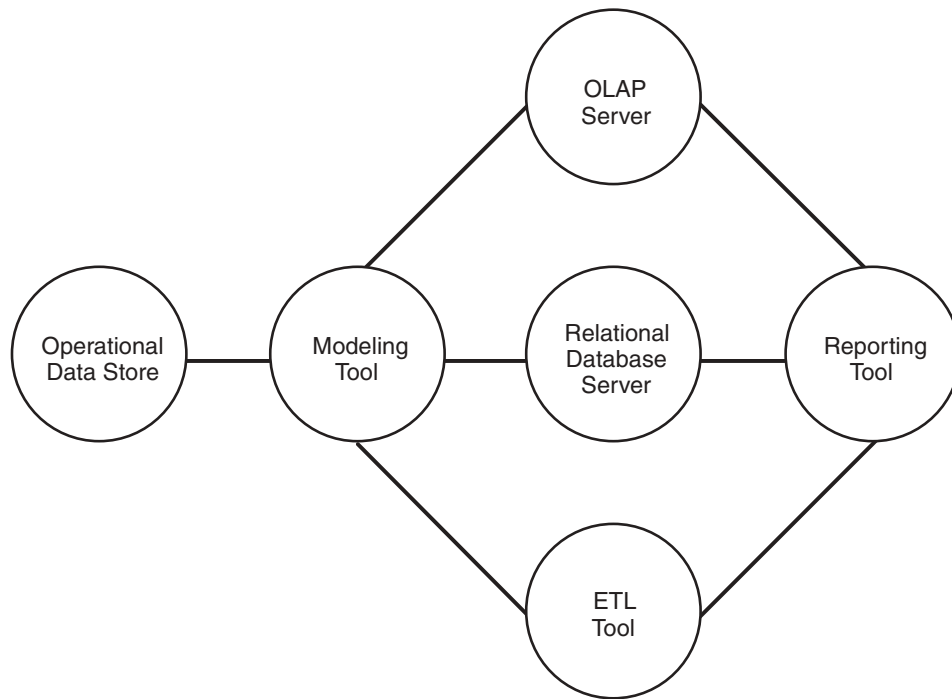 OLAP
Server
Operational
Data Store
Modeling
Tool
Relational
Database
Server
Reporting
Tool
ETL
Tool